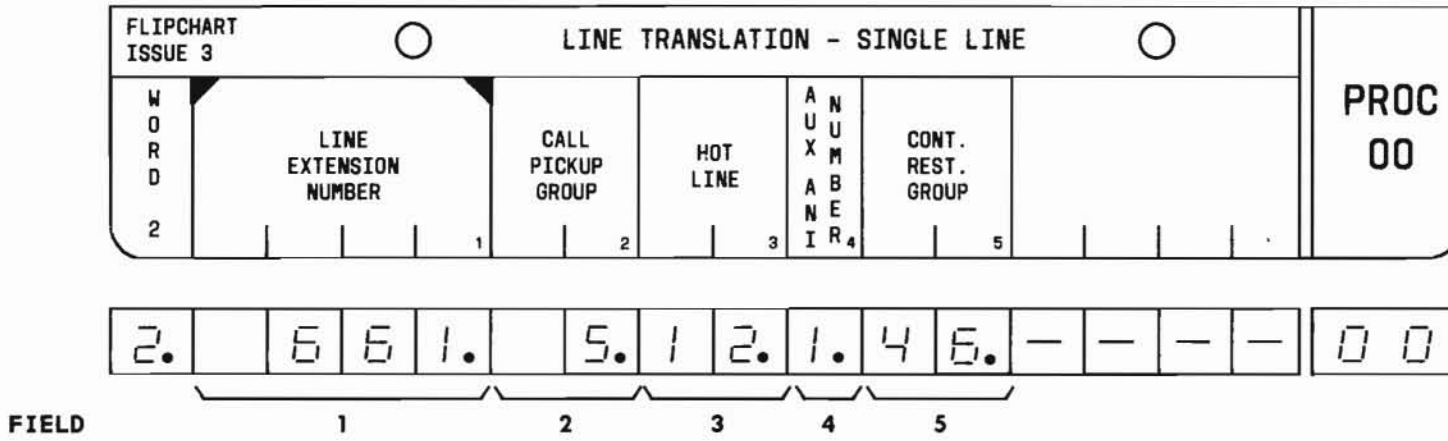 FLIPCHART
ISSUE 3
LINE TRANSLATION - SINGLE LINE
PROC
00
WORD 2
LINE
EXTENSION
NUMBER
1
CALL
PICKUP
GROUP
2
HOT
LINE
3
AUX ANI
NUMBER
4
CONT.
REST.
GROUP
5
2. 661. 5. 12. 1. 46. ---- 00
FIELD 1 2 3 4 5